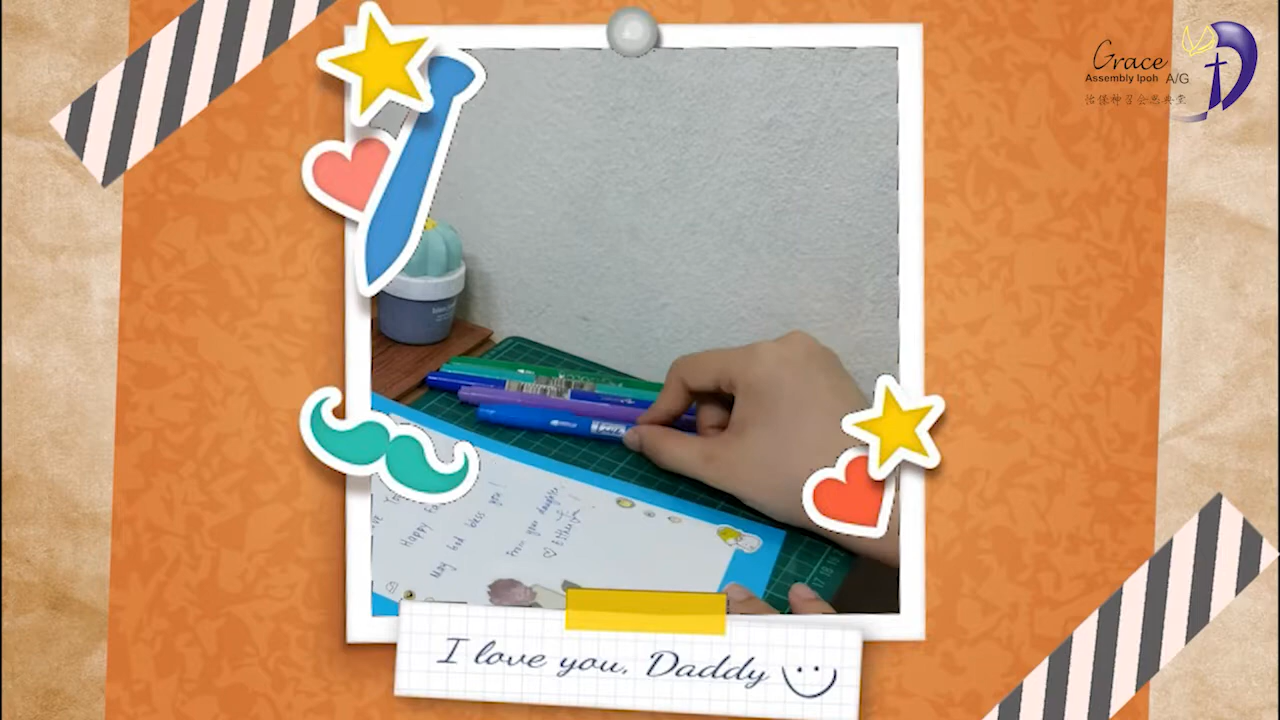 Grace
Assembly Ipoh A/G
怡保神召会恩典堂
Happy
May God bless you!
From your daughter,
I love you, Daddy